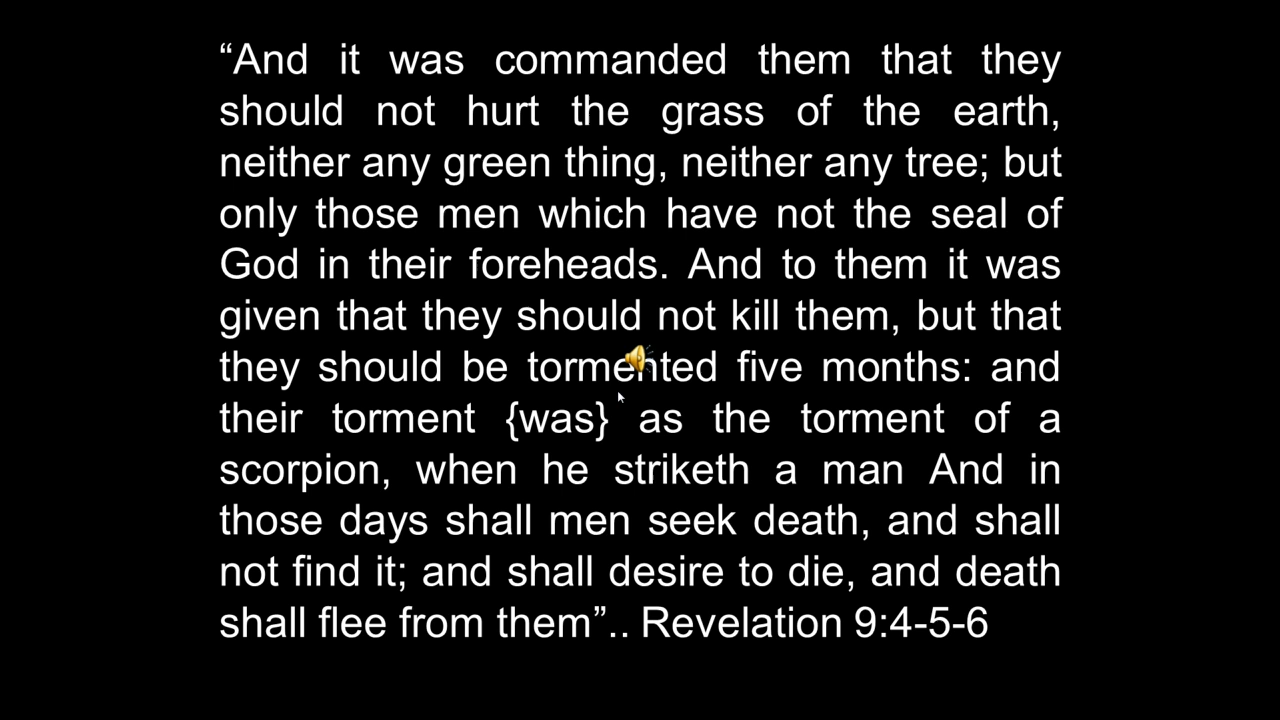 “And it was commanded them that they
should not hurt the grass of the earth,
neither any green thing, neither any tree; but
only those men which have not the seal of
God in their foreheads. And to them it was
given that they should not kill them, but that
they should be tormented five months: and
their torment {was} as the torment of a
scorpion, when he striketh a man And in
those days shall men seek death, and shall
not find it; and shall desire to die, and death
shall flee from them”.. Revelation 9:4-5-6